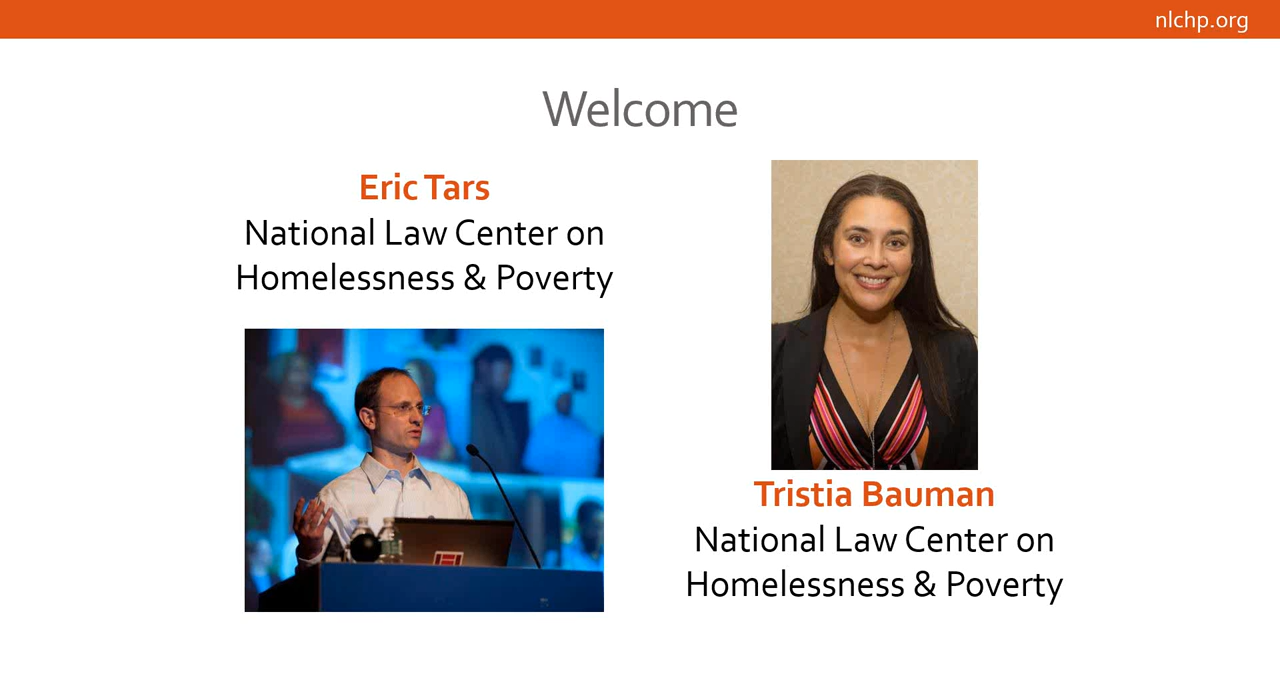 nlchp.org
Welcome
Eric Tars
National Law Center on
Homelessness & Poverty
Tristia Bauman
National Law Center on
Homelessness & Poverty